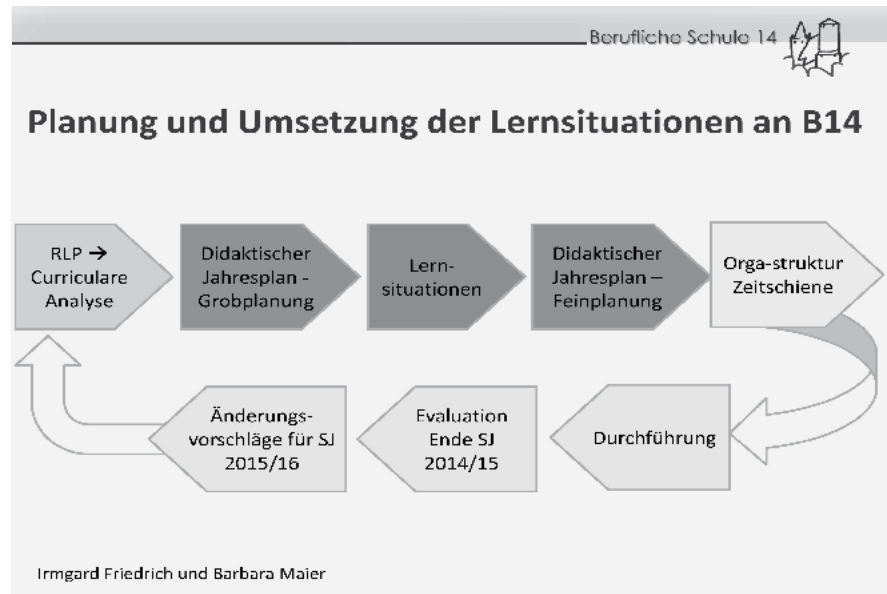 Berufliche Schule 14
Planung und Umsetzung der Lernsituationen an B14
RLP →
Curriculare
Analyse
Didaktischer
Jahresplan -
Grobplanung
Lern-
situationen
Didaktischer
Jahresplan –
Feinplanung
Orga-struktur
Zeitschiene
Änderungs-
vorschläge für SJ
2015/16
Evaluation
Ende SJ
2014/15
Durchführung
Irmgard Friedrich und Barbara Maier